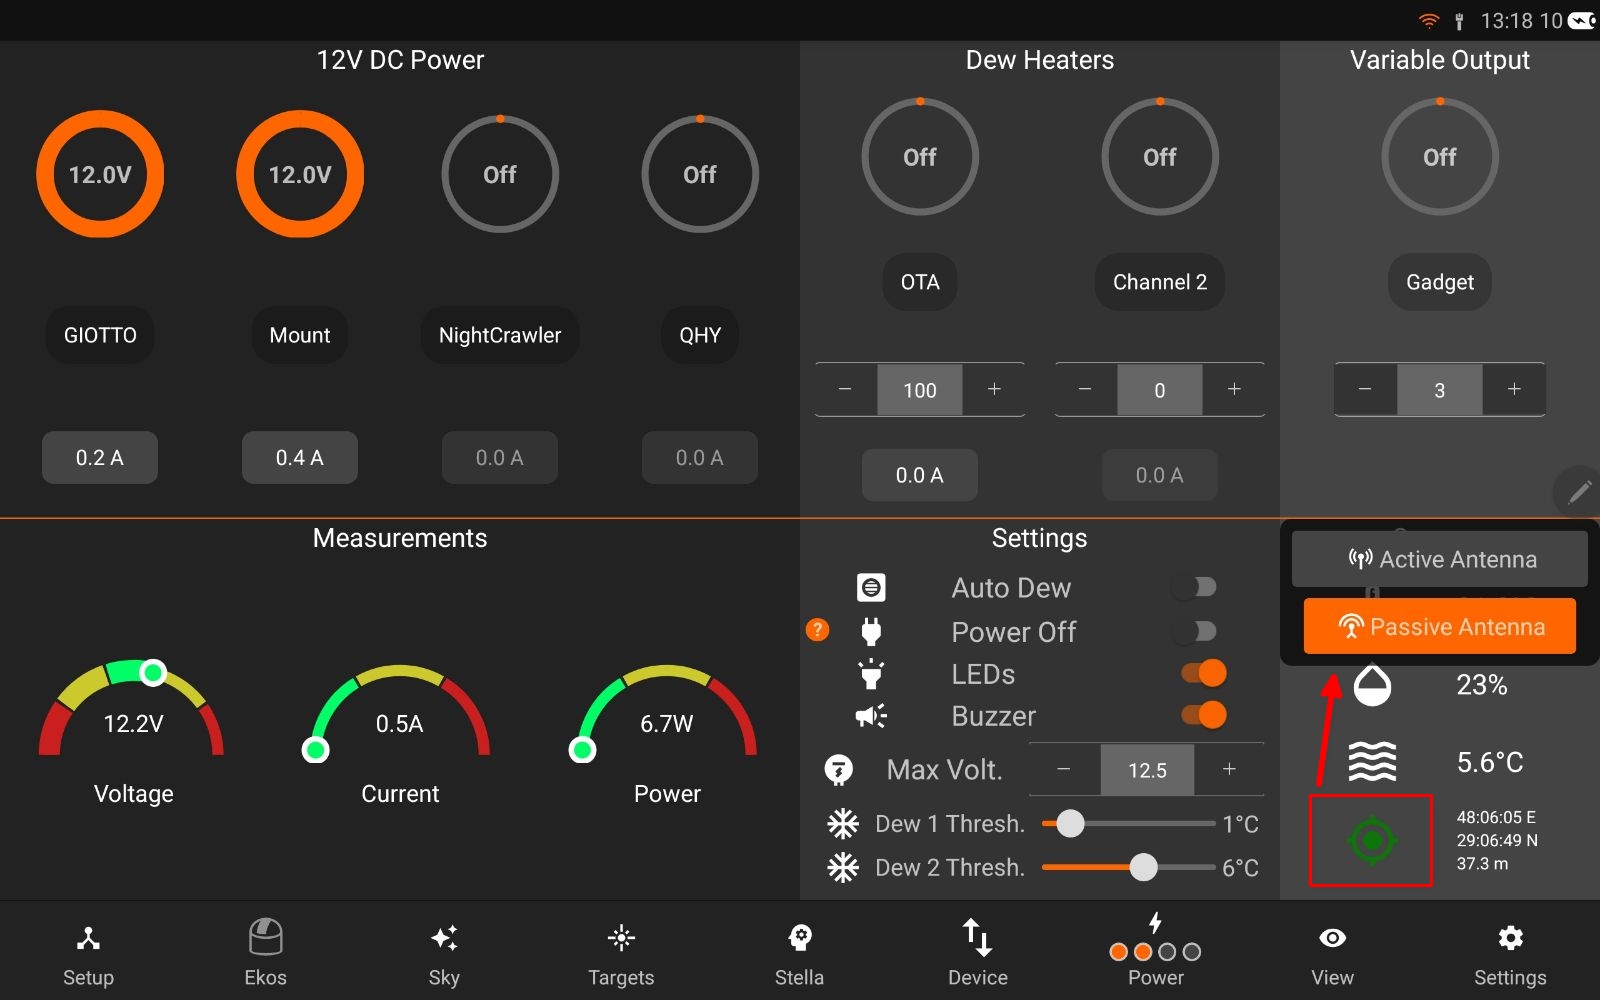 13:18 10
12V DC Power
12.0V
12.0V
Off
Off
GIOTTO
Mount
NightCrawler
QHY
0.2 A
0.4 A
0.0 A
0.0 A
Dew Heaters
Off
Off
OTA
Channel 2
− 100 +
− 0 +
0.0 A
0.0 A
Variable Output
Off
Gadget
− 3 +
Measurements
12.2V
Voltage
0.5A
Current
6.7W
Power
Settings
Auto Dew
? Power Off
LEDs
Buzzer
Max Volt. − 12.5 +
Dew 1 Thresh. 1°C
Dew 2 Thresh. 6°C
Active Antenna
Passive Antenna
23%
5.6°C
48:06:05 E
29:06:49 N
37.3 m
Setup
Ekos
Sky
Targets
Stella
Device
Power
View
Settings